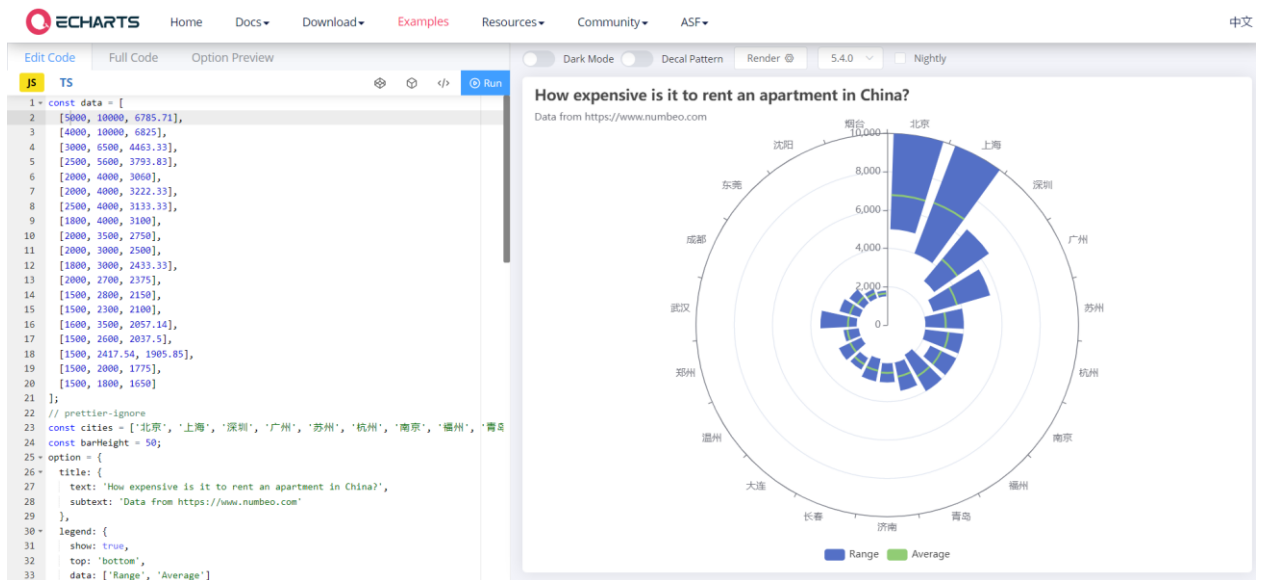 ECHARTS Home Docs Download Examples Resources Community ASF 中文
Edit Code Full Code Option Preview
JS TS </> Run
1 const data = [
2 [5000, 10000, 6785.71],
3 [4000, 10000, 6825],
4 [3000, 6500, 4463.33],
5 [2500, 5600, 3793.83],
6 [2000, 4000, 3060],
7 [2000, 4000, 3222.33],
8 [2500, 4000, 3133.33],
9 [1800, 4000, 3100],
10 [2000, 3500, 2750],
11 [2000, 3000, 2500],
12 [1800, 3000, 2433.33],
13 [2000, 2700, 2375],
14 [1500, 2800, 2150],
15 [1500, 2300, 2100],
16 [1600, 3500, 2057.14],
17 [1500, 2600, 2037.5],
18 [1500, 2417.54, 1905.85],
19 [1500, 2000, 1775],
20 [1500, 1800, 1650]
21 ];
22 // prettier-ignore
23 const cities = ['北京', '上海', '深圳', '广州', '苏州', '杭州', '南京', '福州', '青岛
24 const barHeight = 50;
25 option = {
26 title: {
27 text: 'How expensive is it to rent an apartment in China?',
28 subtext: 'Data from https://www.numbeo.com'
29 },
30 legend: {
31 show: true,
32 top: 'bottom',
33 data: ['Range', 'Average']
Dark Mode Decal Pattern Render 5.4.0 Nightly
How expensive is it to rent an apartment in China?
Data from https://www.numbeo.com
烟台
北京
上海
深圳
广州
苏州
杭州
南京
福州
青岛
济南
长春
大连
温州
郑州
武汉
成都
东莞
沈阳
10,000
8,000
6,000
4,000
2,000
0
Range Average